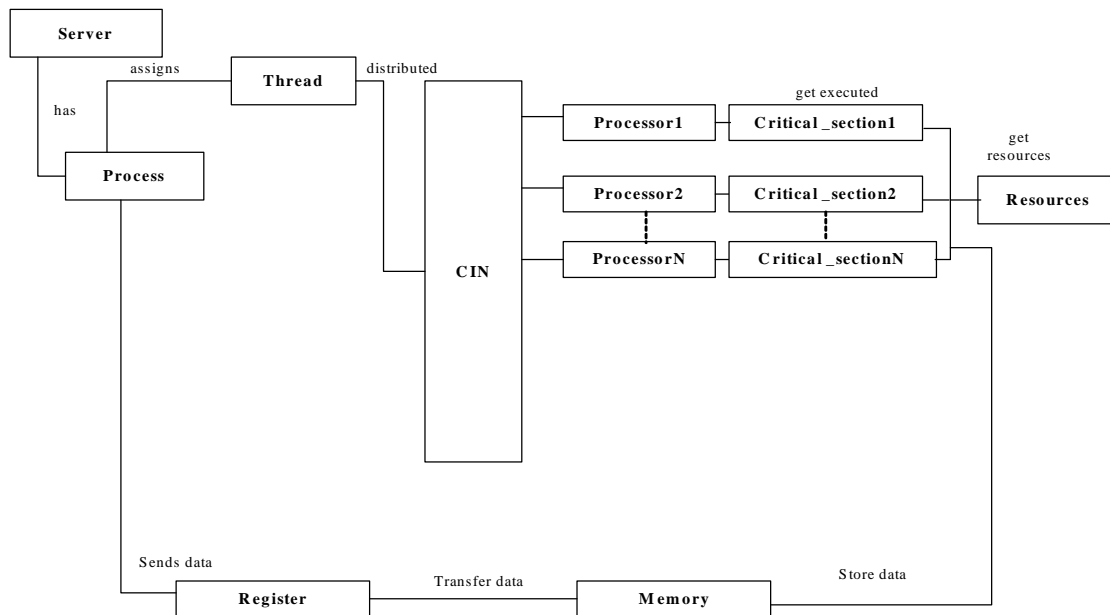 Server
assigns
Thread
distributed
has
Process
CIN
get executed
Processor1
Critical_section1
get
resources
Processor2
Critical_section2
Resources
ProcessorN
Critical_sectionN
Sends data
Register
Transfer data
Memory
Store data